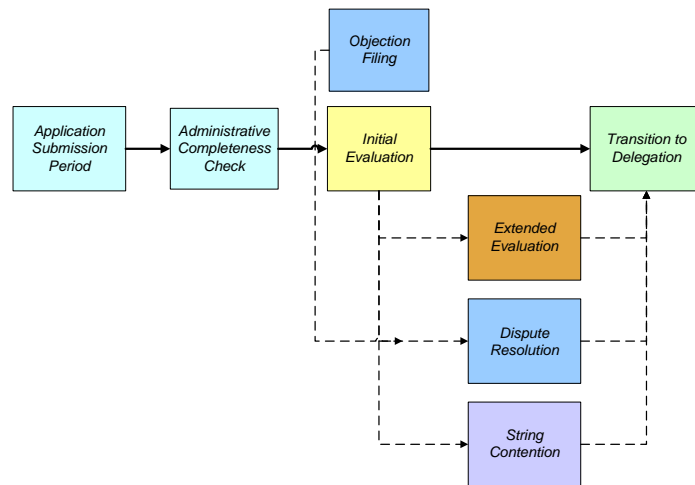 Objection
Filing
Application
Submission
Period
Administrative
Completeness
Check
Initial
Evaluation
Transition to
Delegation
Extended
Evaluation
Dispute
Resolution
String
Contention